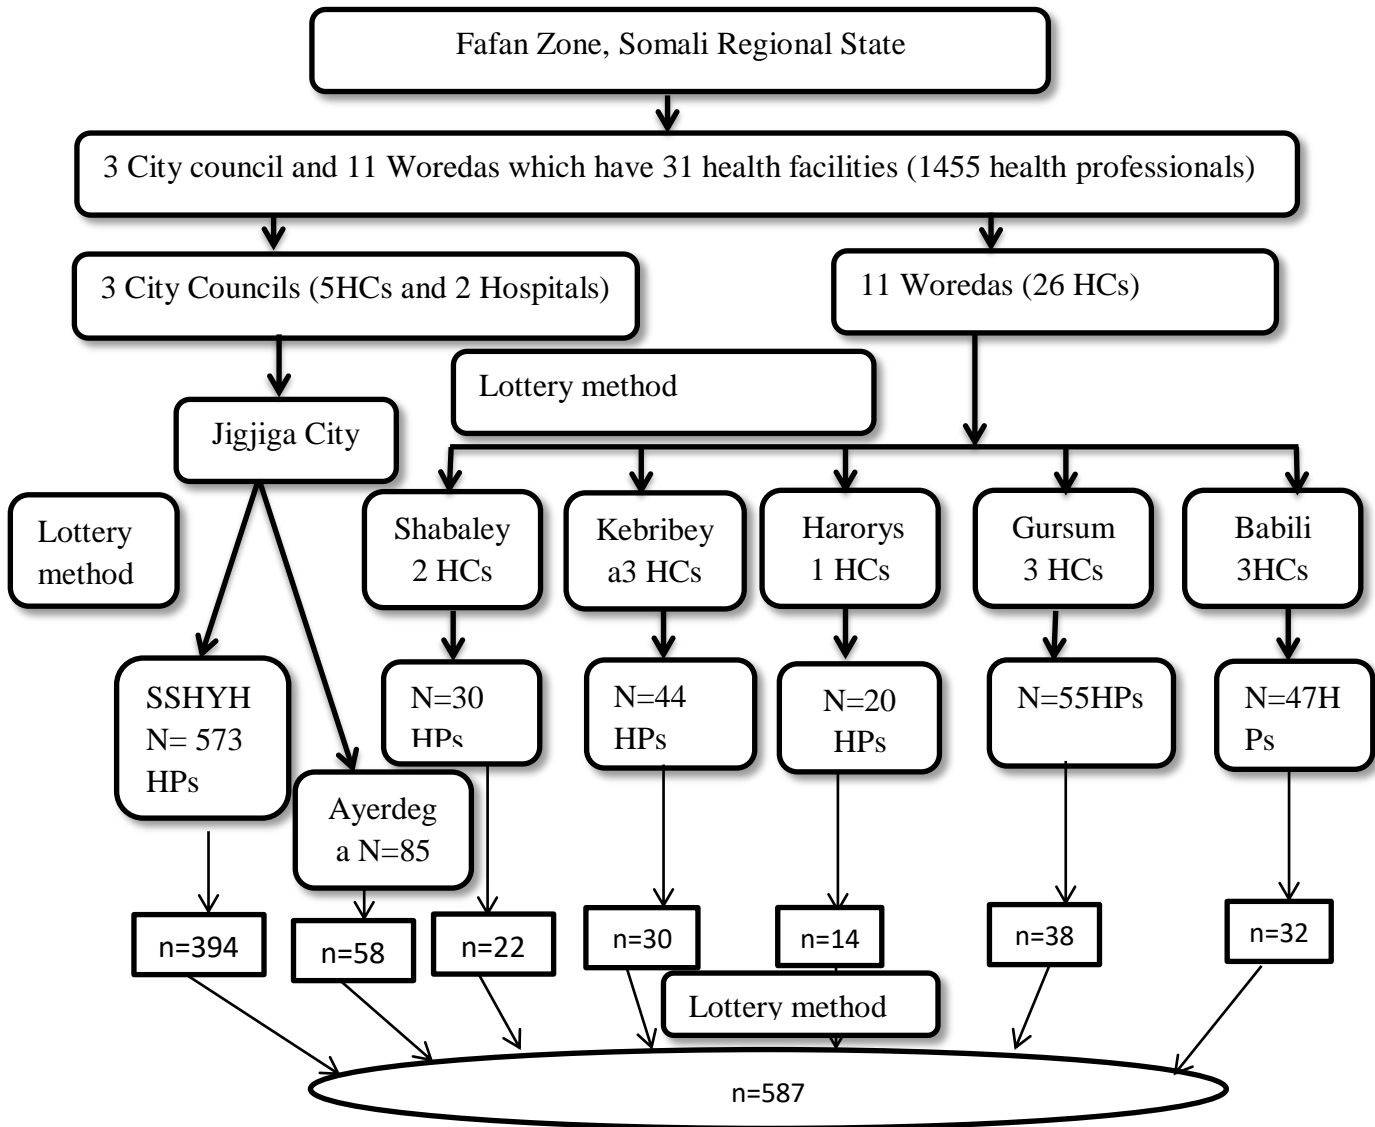 Fafan Zone, Somali Regional State
3 City council and 11 Woredas which have 31 health facilities (1455 health professionals)
3 City Councils (5HCs and 2 Hospitals)
11 Woredas (26 HCs)
Lottery method
Jigjiga City
Lottery
method
Shabaley
2 HCs
Kebribey
a3 HCs
Harorys
1 HCs
Gursum
3 HCs
Babili
3HCs
SSHYH
N= 573
HPs
Ayerdeg
a N=85
N=30
HPs
N=44
HPs
N=20
HPs
N=55HPs
N=47H
Ps
n=394
n=58
n=22
n=30
n=14
n=38
n=32
Lottery method
n=587